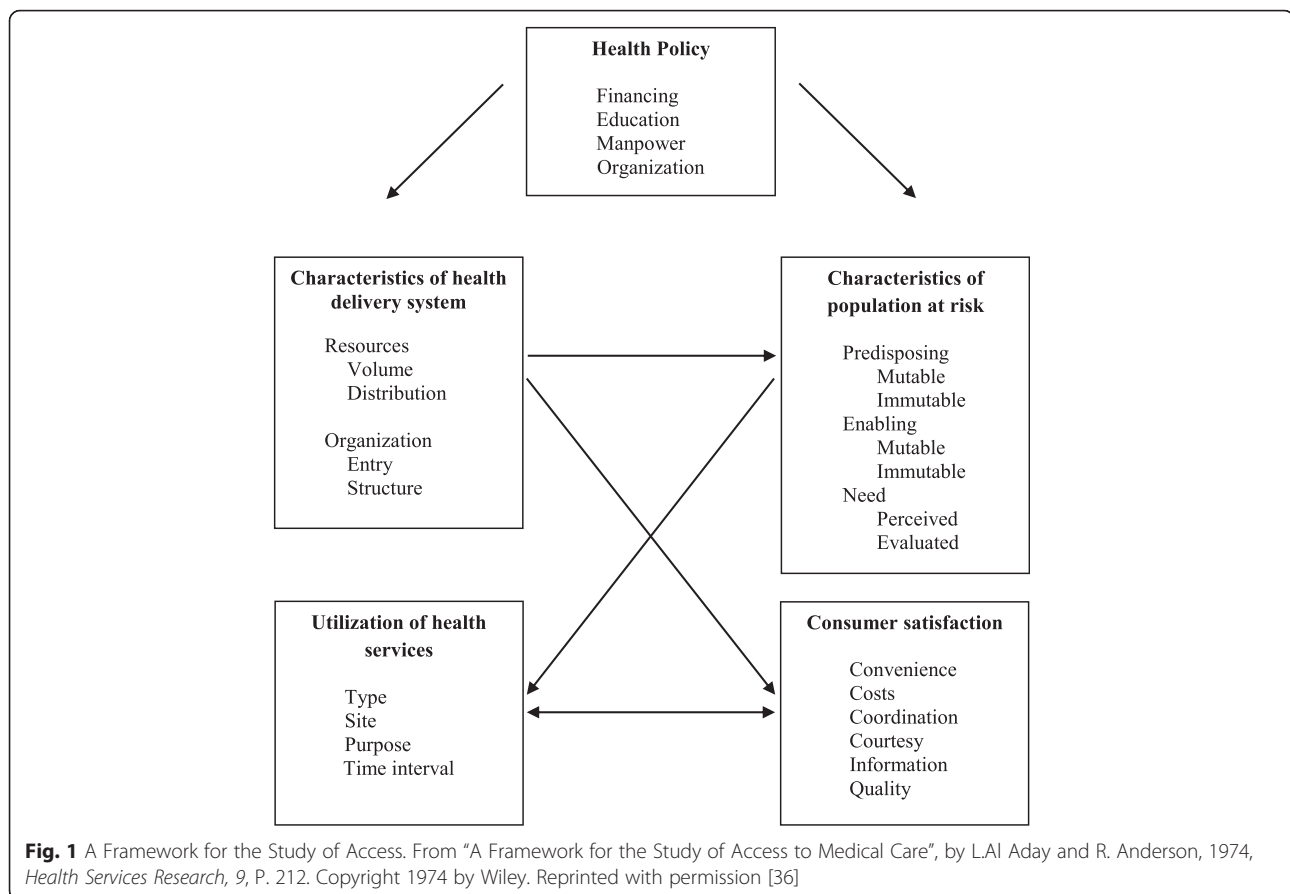 Health Policy
Financing
Education
Manpower
Organization
Characteristics of health
delivery system
Resources
Volume
Distribution
Organization
Entry
Structure
Characteristics of
population at risk
Predisposing
Mutable
Immutable
Enabling
Mutable
Immutable
Need
Perceived
Evaluated
Utilization of health
services
Type
Site
Purpose
Time interval
Consumer satisfaction
Convenience
Costs
Coordination
Courtesy
Information
Quality
Fig. 1 A Framework for the Study of Access. From “A Framework for the Study of Access to Medical Care”, by L.Al Aday and R. Anderson, 1974,
Health Services Research, 9, P. 212. Copyright 1974 by Wiley. Reprinted with permission [36]